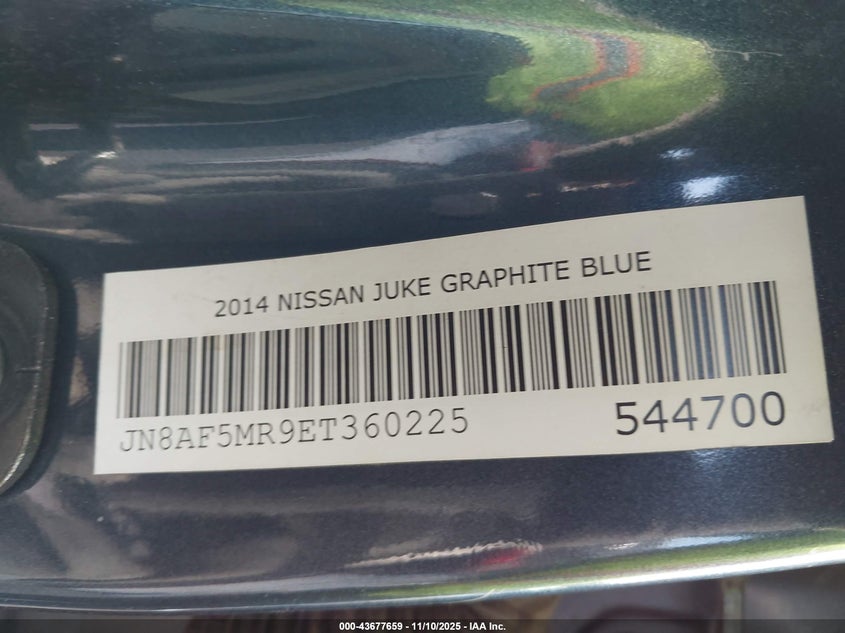 2014 NISSAN JUKE GRAPHITE BLUE
JN8AF5MR9ET360225
544700
000-43677659 - 11/10/2025 - IAA Inc.